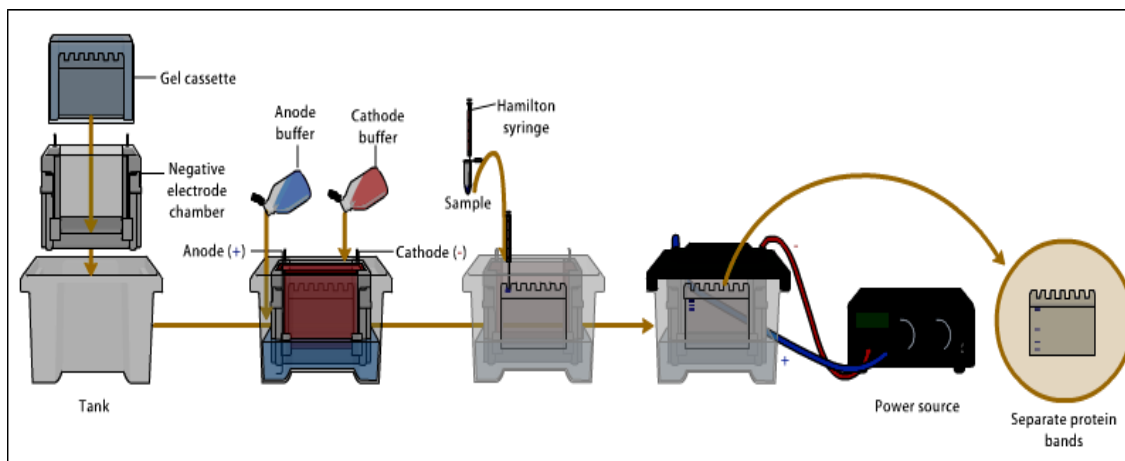 Gel cassette
Negative
electrode
chamber
Tank
Anode
buffer
Cathode
buffer
Anode (+)
Cathode (-)
Hamilton
syringe
Sample
-
+
Power source
Separate protein
bands